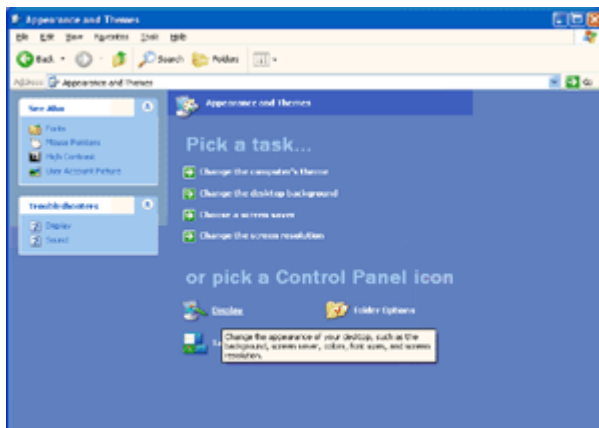 Appearance and Themes
File Edit View Favorites Tools Help
Back Search Folders
Address Appearance and Themes Go
See Also
Fonts
Mouse Pointers
High Contrast
User Account Picture
Troubleshooters
Display
Sound
Appearance and Themes
Pick a task...
Change the computer's theme
Change the desktop background
Choose a screen saver
Change the screen resolution
or pick a Control Panel icon
Display Folder Options
Change the appearance of your desktop, such as the
background, screen saver, colors, font sizes, and screen
resolution.